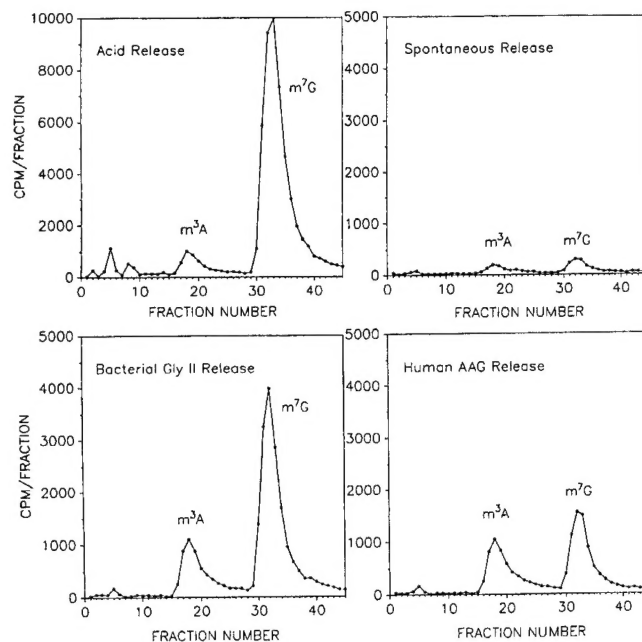 Acid Release
m⁷G
m³A
10000
8000
6000
4000
2000
0
CPM/FRACTION
0 10 20 30 40
FRACTION NUMBER
Spontaneous Release
m³A
m⁷G
5000
4000
3000
2000
1000
0
0 10 20 30 40
FRACTION NUMBER
Bacterial Gly II Release
m⁷G
m³A
5000
4000
3000
2000
1000
0
CPM/FRACTION
0 10 20 30 40
FRACTION NUMBER
Human AAG Release
m³A
m⁷G
5000
4000
3000
2000
1000
0
0 10 20 30 40
FRACTION NUMBER